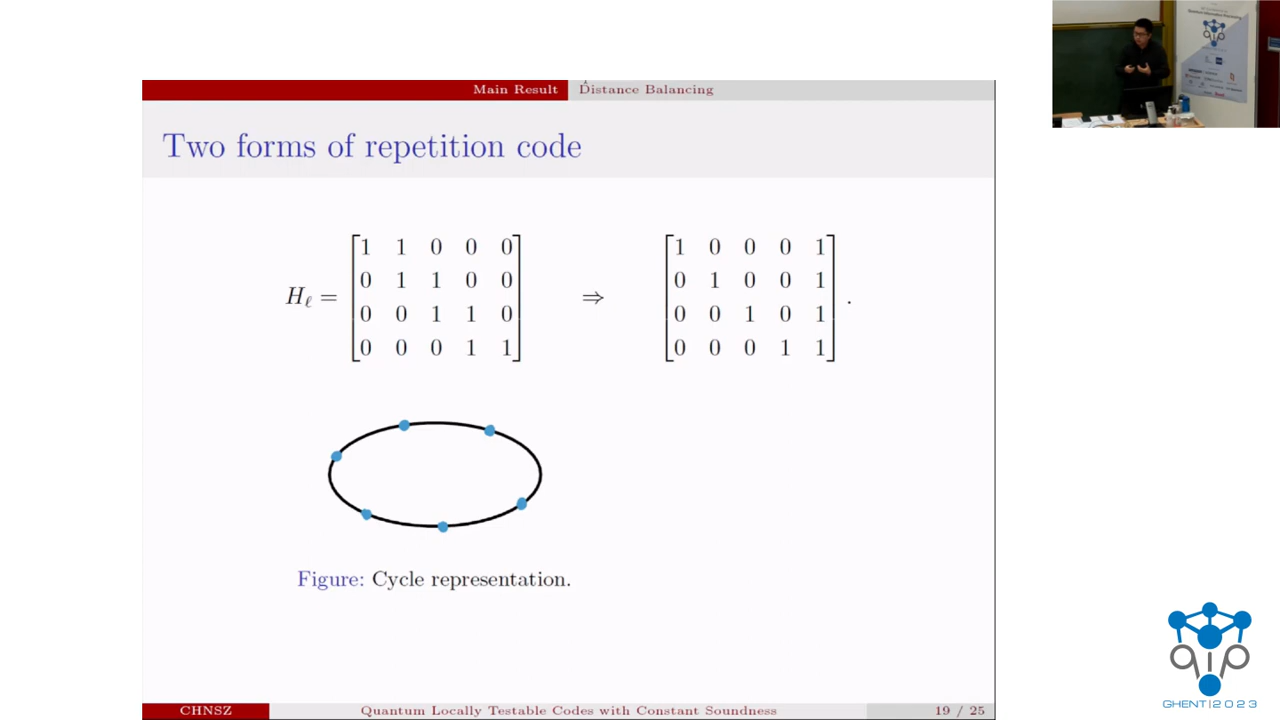 Main Result Distance Balancing
Two forms of repetition code
H_ℓ = [1 1 0 0 0] ⇒ [1 0 0 0 1] .
[0 1 1 0 0] [0 1 0 0 1]
[0 0 1 1 0] [0 0 1 0 1]
[0 0 0 1 1] [0 0 0 1 1]
Figure: Cycle representation.
CHNSZ Quantum Locally Testable Codes with Constant Soundness 19 / 25
qip
GHENT|2023